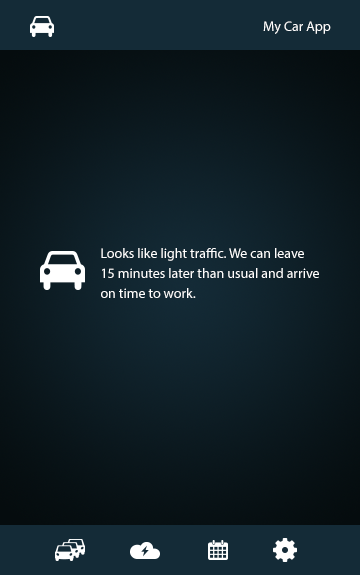 My Car App
Looks like light traffic. We can leave
15 minutes later than usual and arrive
on time to work.